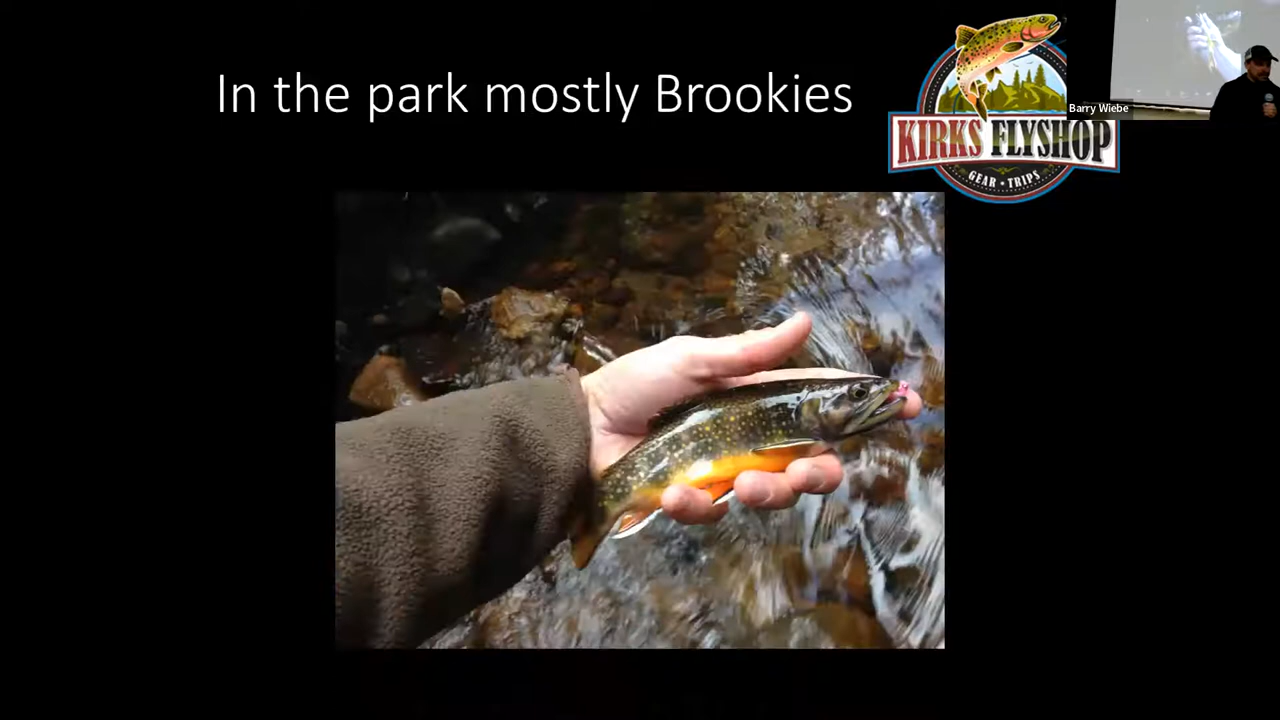 In the park mostly Brookies
Barry Wiebe
KIRKS FLYSHOP
GEAR • TRIPS